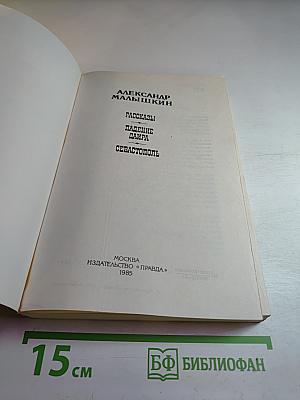 АЛЕКСАНДР
МАЛЫШКИН
РАССКАЗЫ
ПАДЕНИЕ
ДАИРА
СЕВАСТОПОЛЬ
МОСКВА
ИЗДАТЕЛЬСТВО «ПРАВДА»
1985
15 см
БФ БИБЛИОФАН